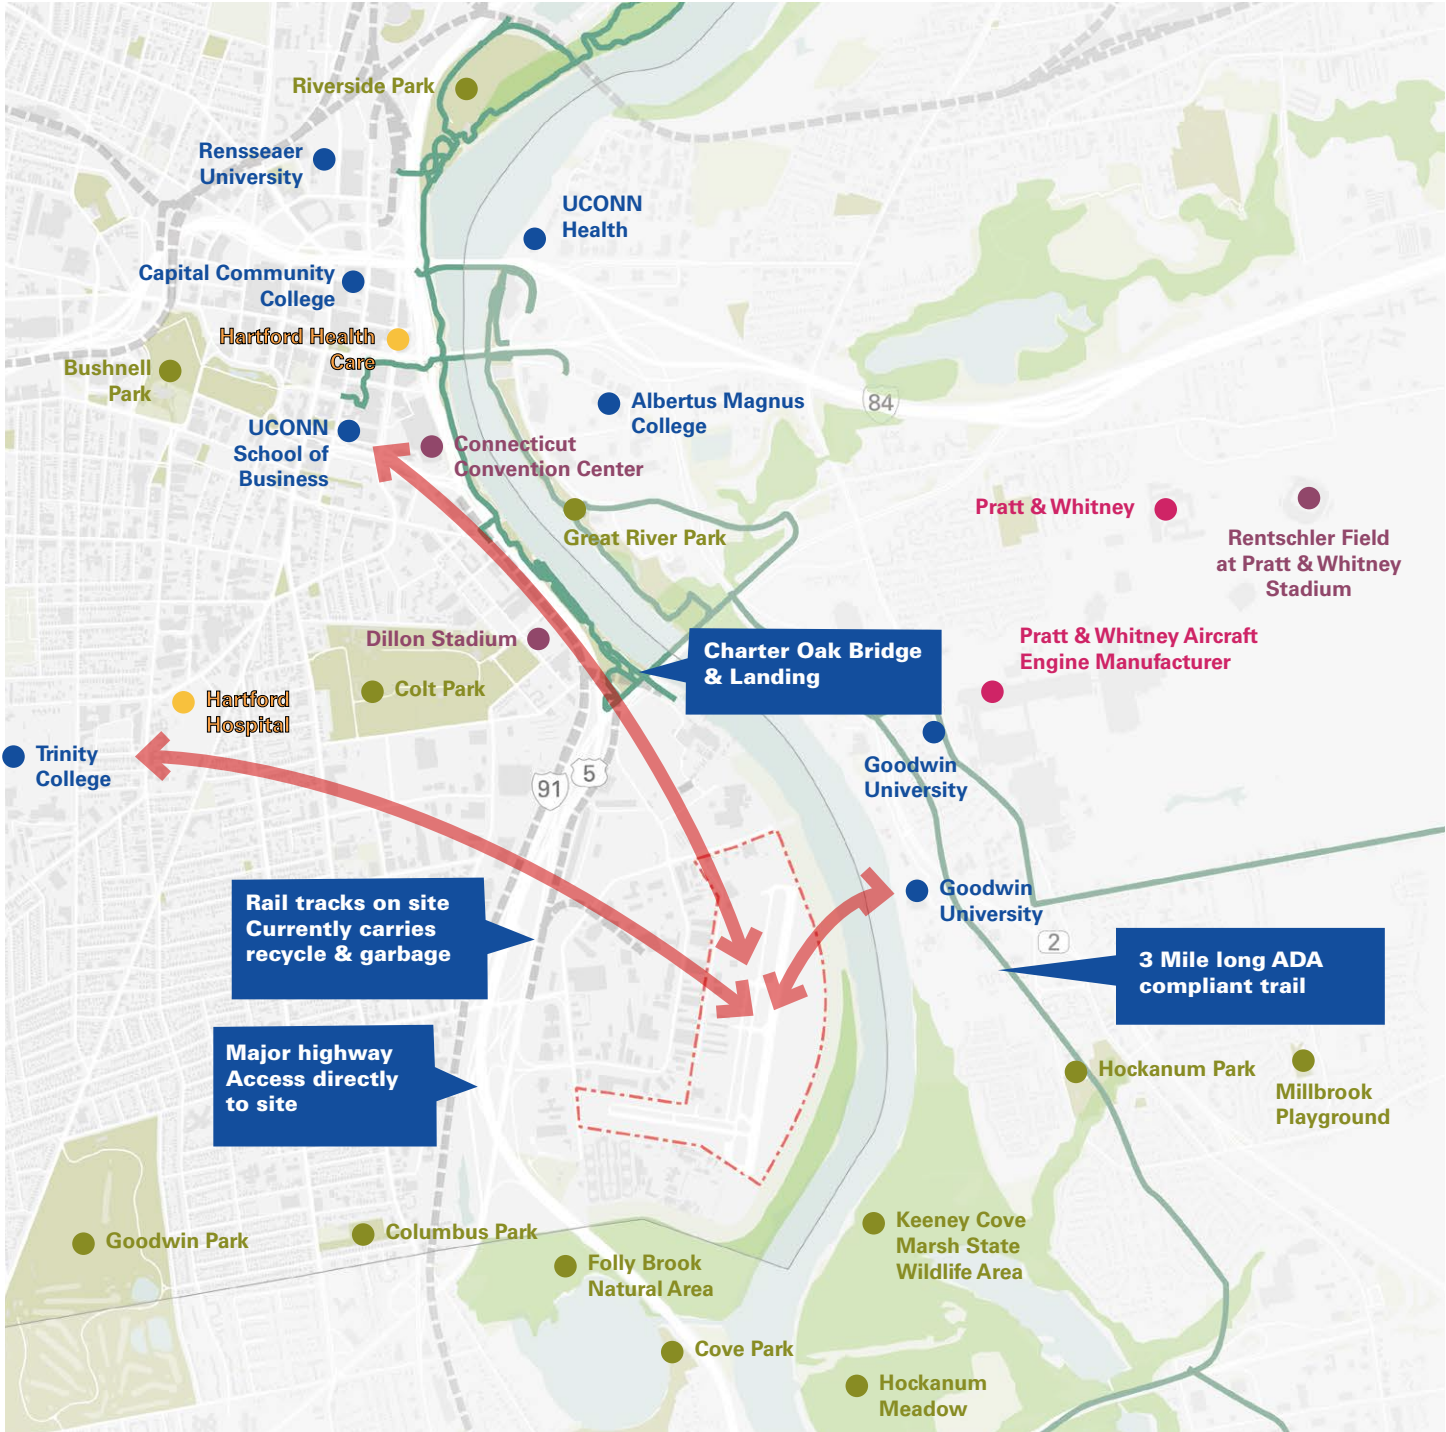 Riverside Park
Rensseaer
University
UCONN
Health
Capital Community
College
Hartford Health
Care
Bushnell
Park
Albertus Magnus
College
84
UCONN
School of
Business
Connecticut
Convention Center
Great River Park
Pratt & Whitney
Rentschler Field
at Pratt & Whitney
Stadium
Dillon Stadium
Charter Oak Bridge
& Landing
Pratt & Whitney Aircraft
Engine Manufacturer
Colt Park
Hartford
Hospital
Trinity
College
91
5
Goodwin
University
Rail tracks on site
Currently carries
recycle & garbage
Goodwin
University
2
3 Mile long ADA
compliant trail
Major highway
Access directly
to site
Hockanum Park
Millbrook
Playground
Goodwin Park
Columbus Park
Folly Brook
Natural Area
Keeney Cove
Marsh State
Wildlife Area
Cove Park
Hockanum
Meadow